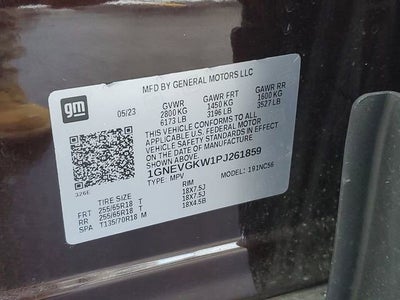 gm
MFD BY GENERAL MOTORS LLC
05/23 GVWR GAWR FRT GAWR RR
2800 KG 1450 KG 1600 KG
6173 LB 3196 LB 3527 LB
THIS VEHICLE CONFORMS TO ALL
APPLICABLE U.S. FEDERAL MOTOR
VEHICLE SAFETY STANDARDS IN EFFECT
ON THE DATE OF MANUFACTURE
SHOWN ABOVE
1GNEVGKW1PJ261859
TYPE: MPV MODEL: 191NC56
126E
TIRE SIZE RIM
FRT 255/65R18 T 18X7.5J
RR 255/65R18 T 18X7.5J
SPA T135/70R18 M 18X4.5B